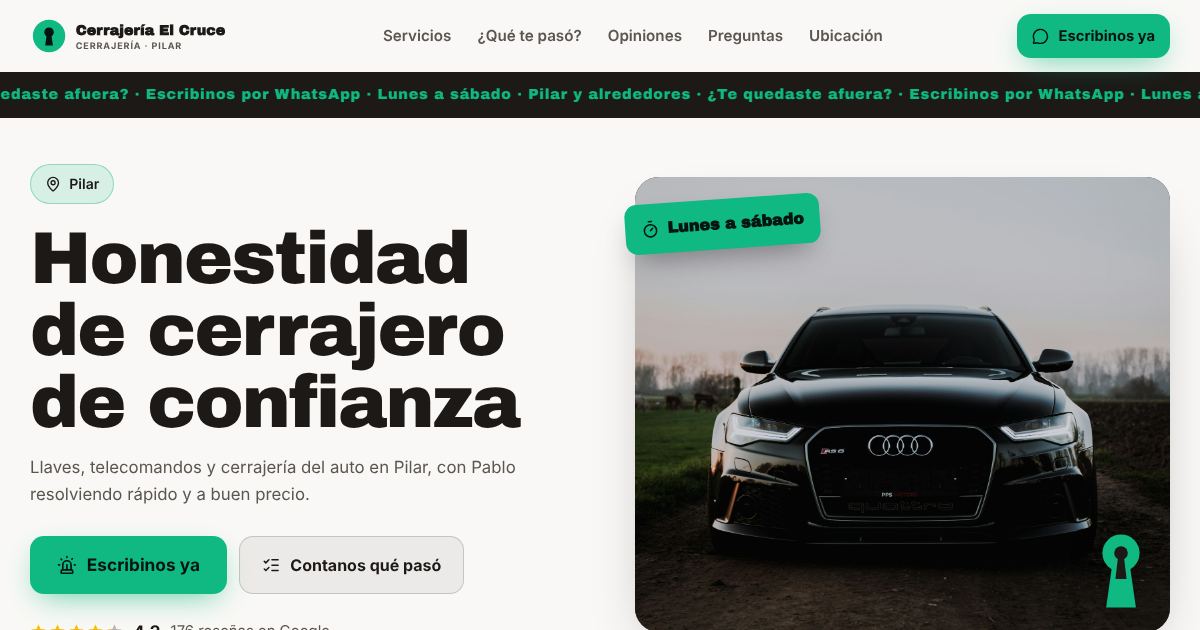 Cerrajería El Cruce
CERRAJERÍA · PILAR
Servicios
¿Qué te pasó?
Opiniones
Preguntas
Ubicación
Escribinos ya
edaste afuera? · Escribinos por WhatsApp · Lunes a sábado · Pilar y alrededores · ¿Te quedaste afuera? · Escribinos por WhatsApp · Lunes
Pilar
Honestidad
de cerrajero
de confianza
Llaves, telecomandos y cerrajería del auto en Pilar, con Pablo
resolviendo rápido y a buen precio.
Escribinos ya
Contanos qué pasó
Lunes a sábado
RS6
quattro